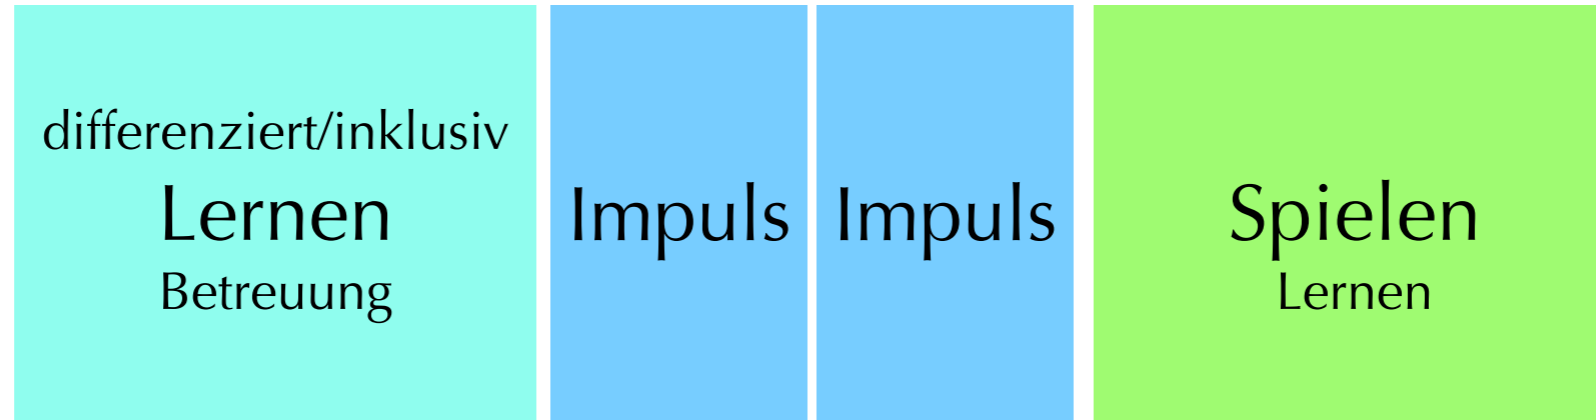 differenziert/inklusiv
Lernen
Betreuung
Impuls
Impuls
Spielen
Lernen